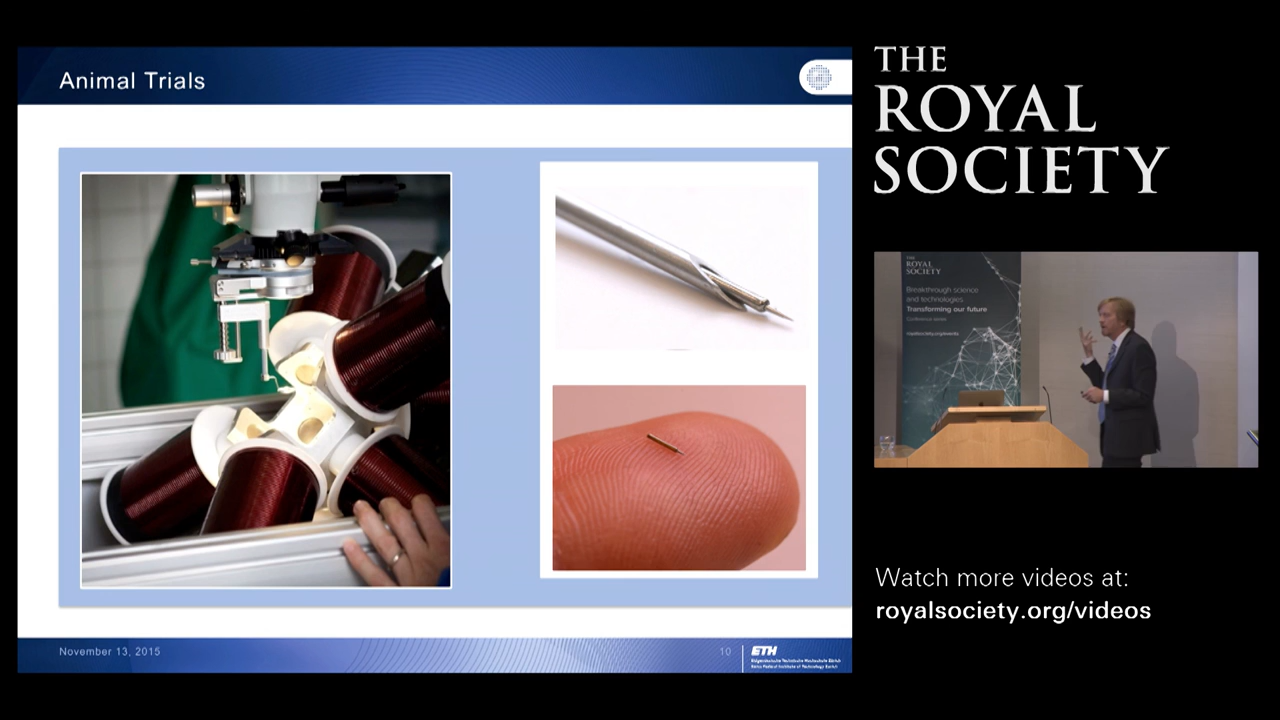 Animal Trials
November 13, 2015
10
ETH
Eidgenössische Technische Hochschule Zürich
Swiss Federal Institute of Technology Zurich
THE
ROYAL
SOCIETY
THE
ROYAL
SOCIETY
Breakthrough science
and technologies
Transforming our future
Conference series
Watch more videos at:
royalsociety.org/videos